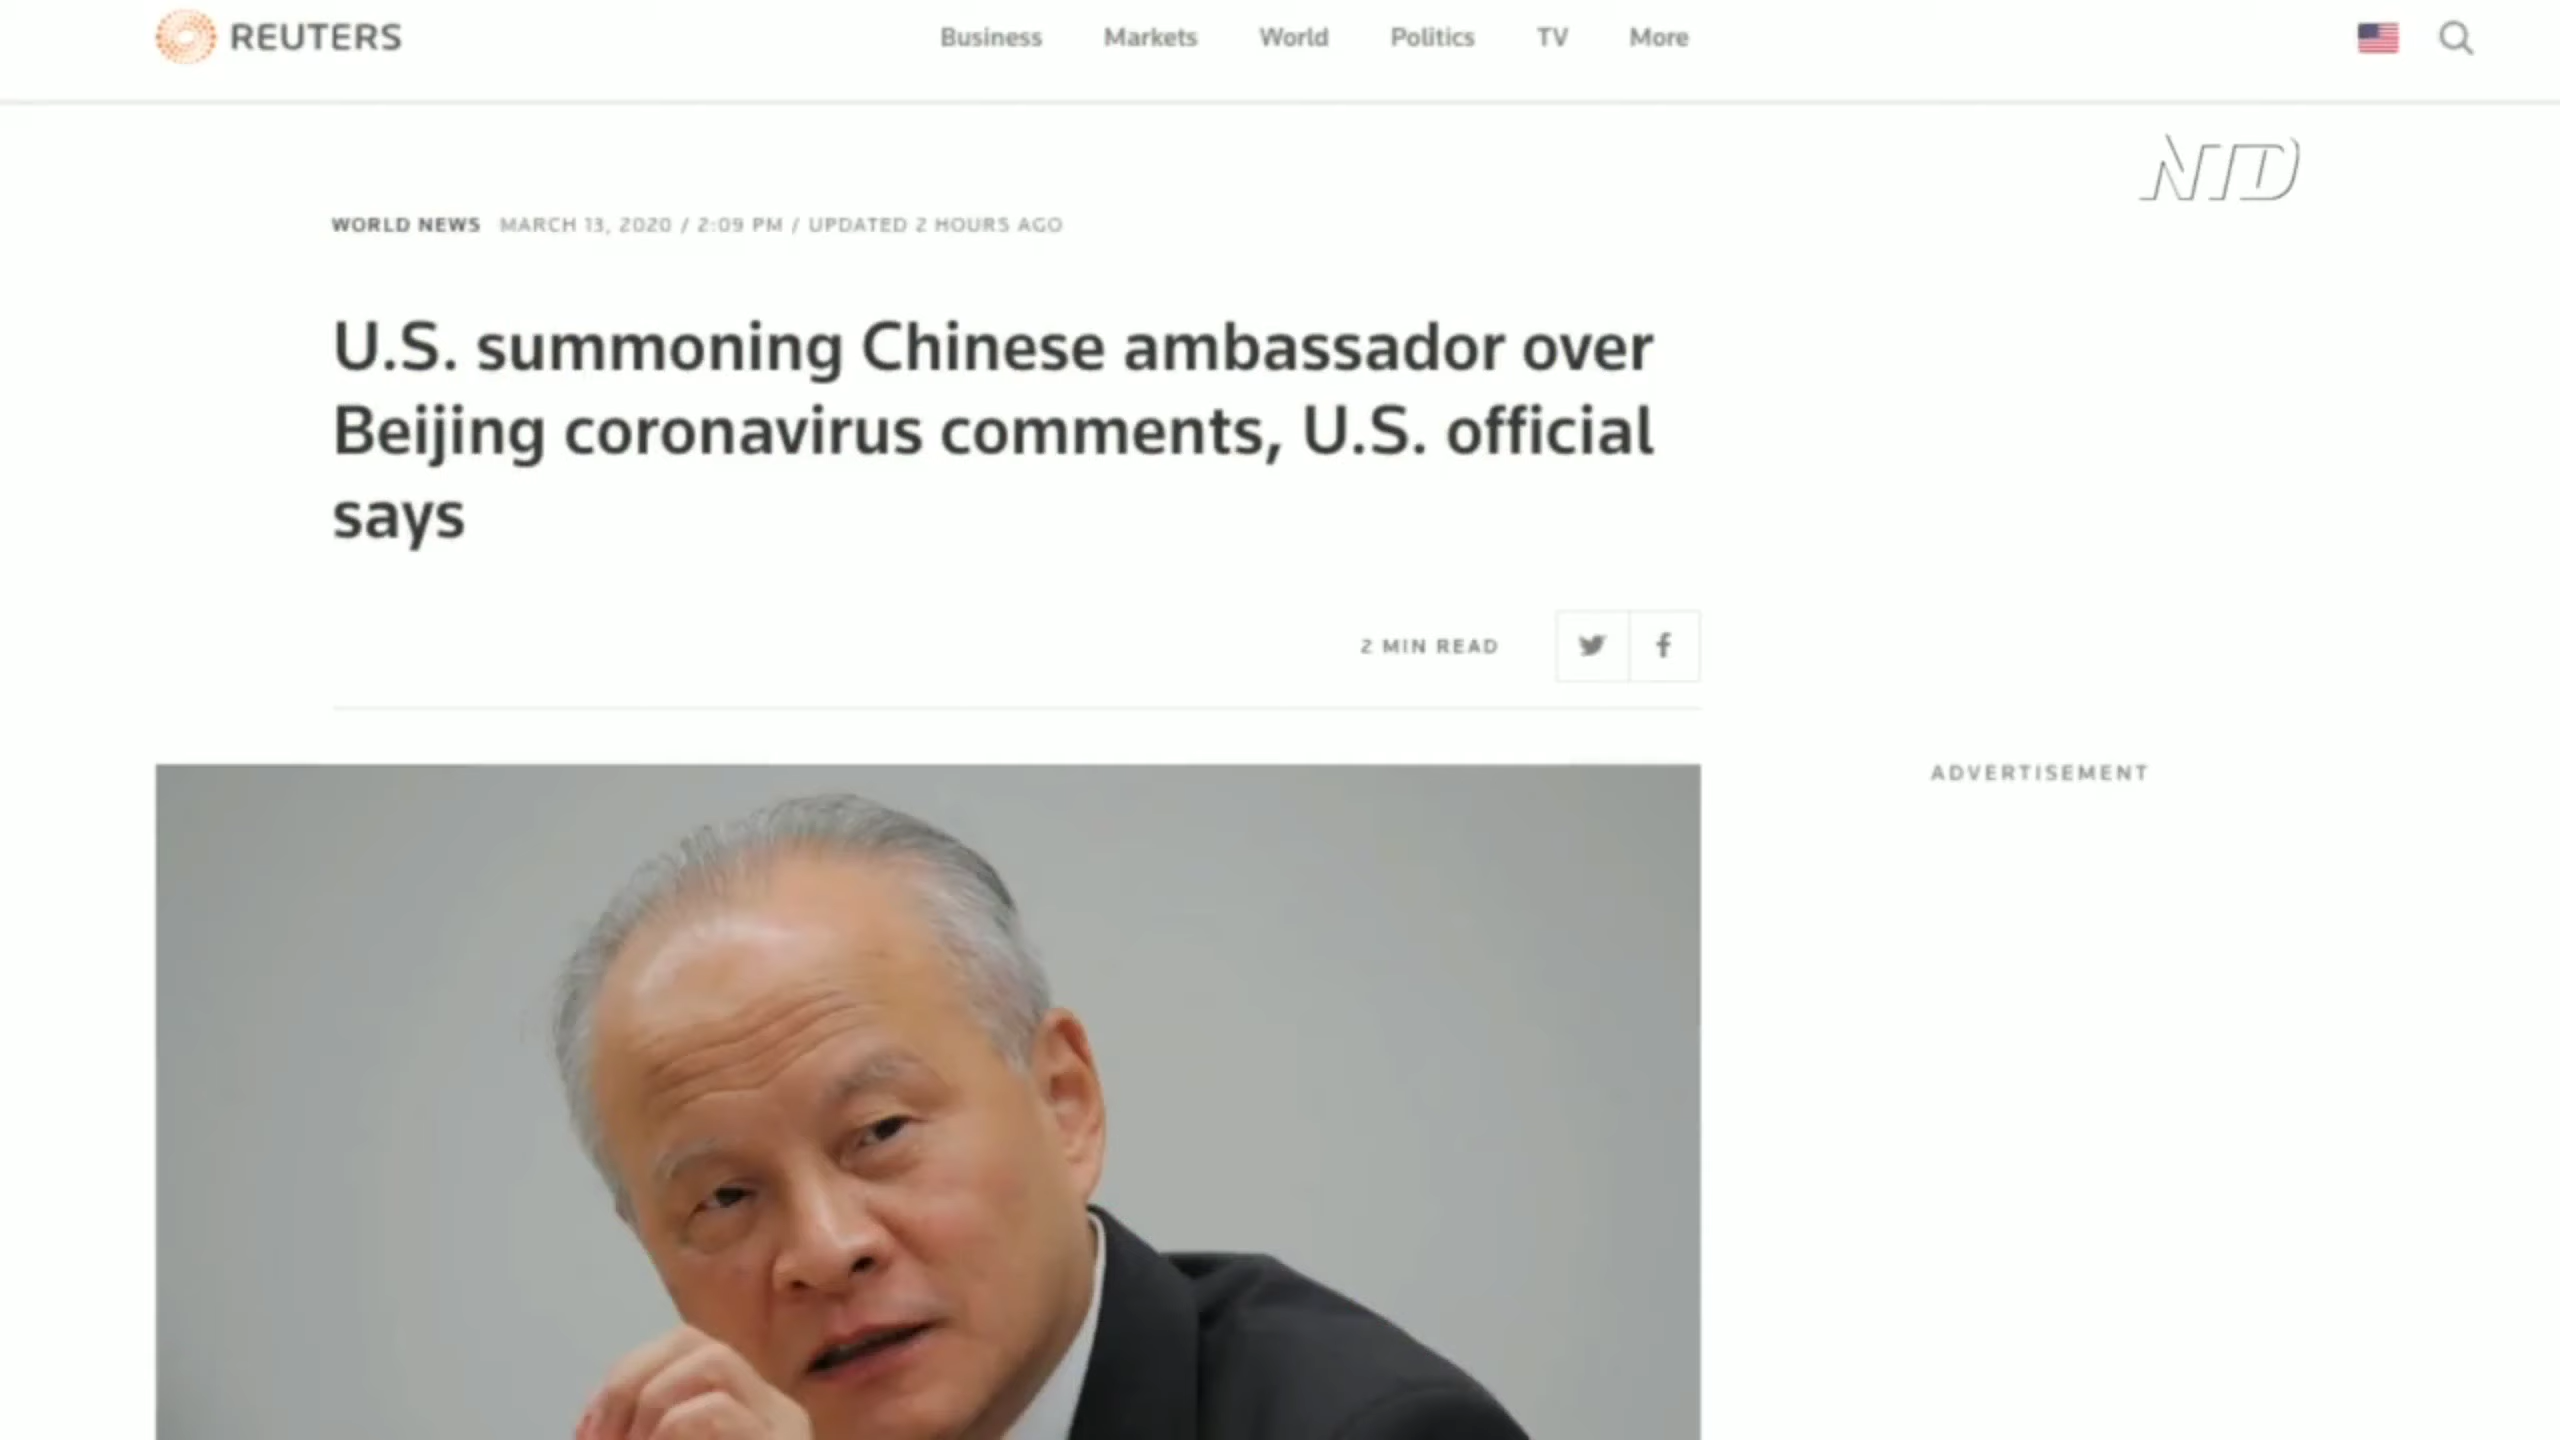 REUTERS
Business Markets World Politics TV More
NTD
WORLD NEWS MARCH 13, 2020 / 2:09 PM / UPDATED 2 HOURS AGO
U.S. summoning Chinese ambassador over
Beijing coronavirus comments, U.S. official
says
2 MIN READ
ADVERTISEMENT